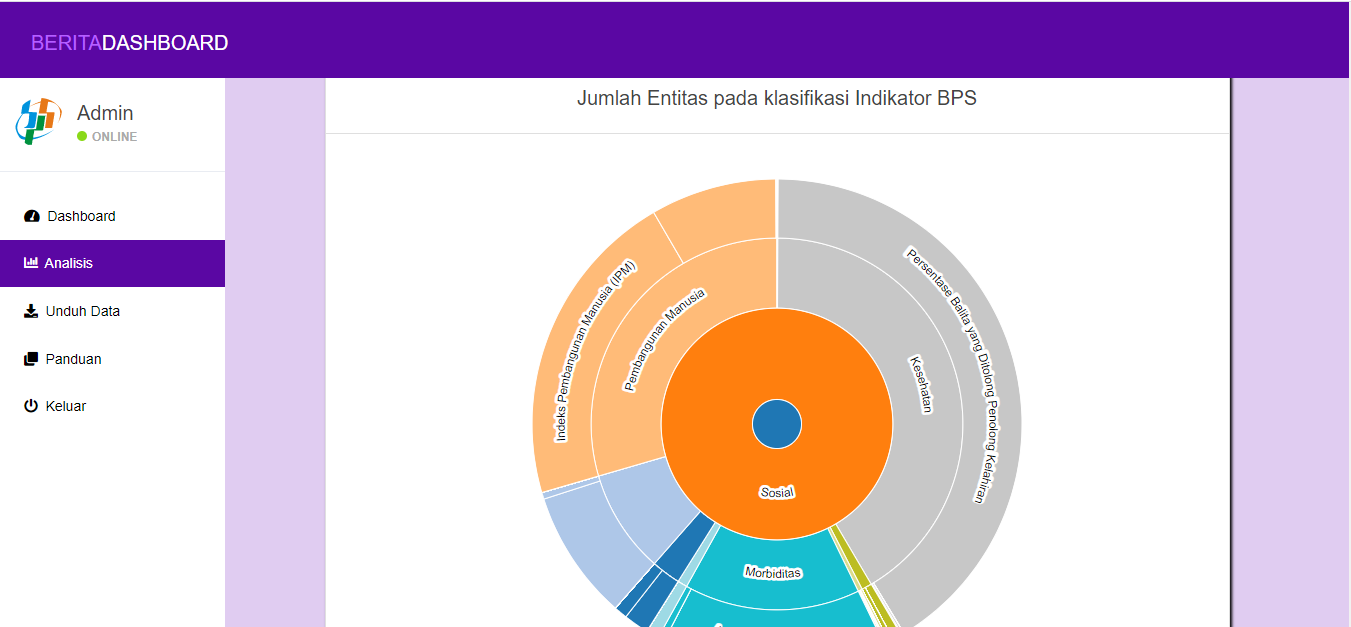 BERITADASHBOARD
Admin
ONLINE
Dashboard
Analisis
Unduh Data
Panduan
Keluar
Jumlah Entitas pada klasifikasi Indikator BPS
Indeks Pembangunan Manusia (IPM)
Pembangunan Manusia
Persentase Balita yang Ditolong Penolong Kelahiran
Kesehatan
Sosial
Morbiditas